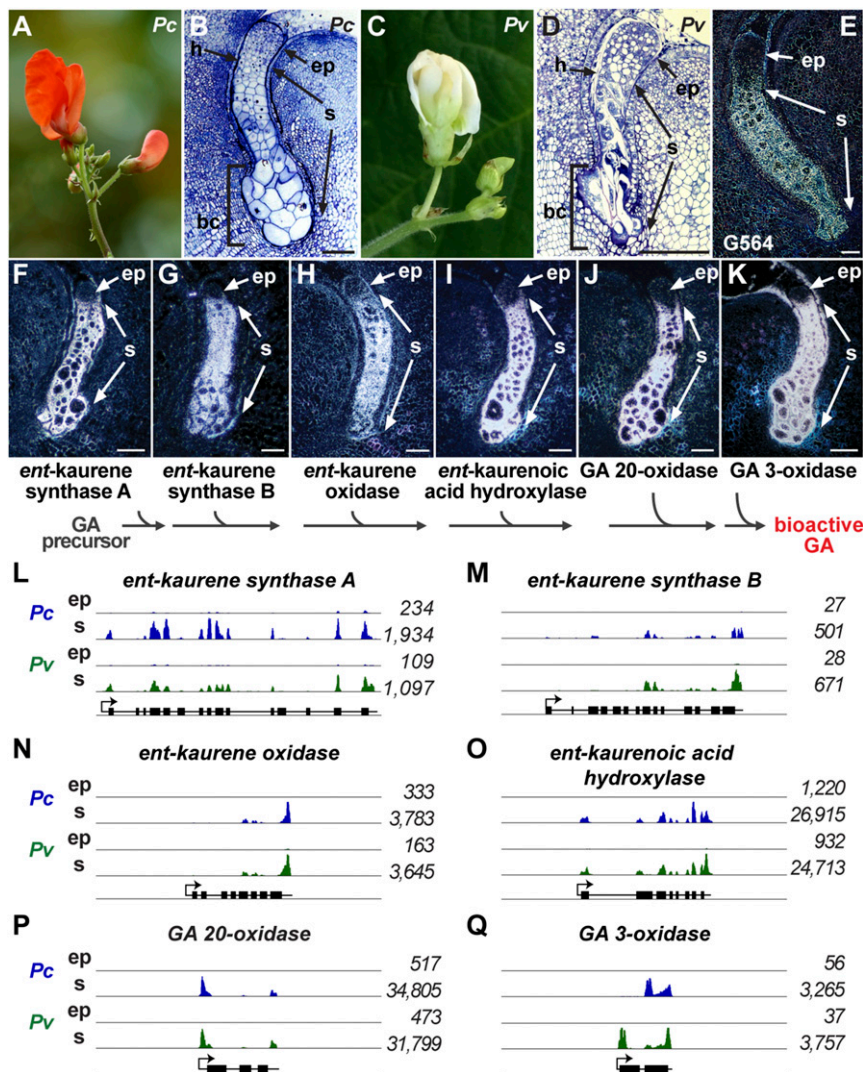 A Pc
B Pc
h
ep
s
bc
C Pv
D Pv
h
ep
s
bc
E
ep
s
G564
F ep
s
G ep
s
H ep
s
I ep
s
J ep
s
K ep
s
ent-kaurene
synthase A
ent-kaurene
synthase B
ent-kaurene
oxidase
ent-kaurenoic
acid hydroxylase
GA 20-oxidase
GA 3-oxidase
GA
precursor
bioactive
GA
L ent-kaurene synthase A
Pc ep 234
s 1,934
Pv ep 109
s 1,097
M ent-kaurene synthase B
27
501
28
671
N ent-kaurene oxidase
Pc ep 333
s 3,783
Pv ep 163
s 3,645
O ent-kaurenoic acid
hydroxylase
1,220
26,915
932
24,713
P GA 20-oxidase
Pc ep 517
s 34,805
Pv ep 473
s 31,799
Q GA 3-oxidase
56
3,265
37
3,757